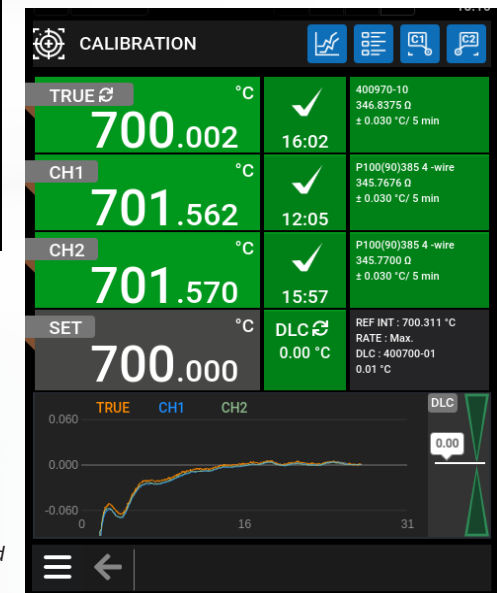 CALIBRATION
C1 C2
TRUE °C
700.002
16:02
400970-10
346.8375 Ω
± 0.030 °C/ 5 min
CH1 °C
701.562
12:05
P100(90)385 4 -wire
345.7676 Ω
± 0.030 °C/ 5 min
CH2 °C
701.570
15:57
P100(90)385 4 -wire
345.7700 Ω
± 0.030 °C/ 5 min
SET °C
700.000
DLC
0.00 °C
REF INT : 700.311 °C
RATE : Max.
DLC : 400700-01
0.01 °C
TRUE CH1 CH2
0.060
0.000
-0.060
0 16 31
DLC
0.00
d